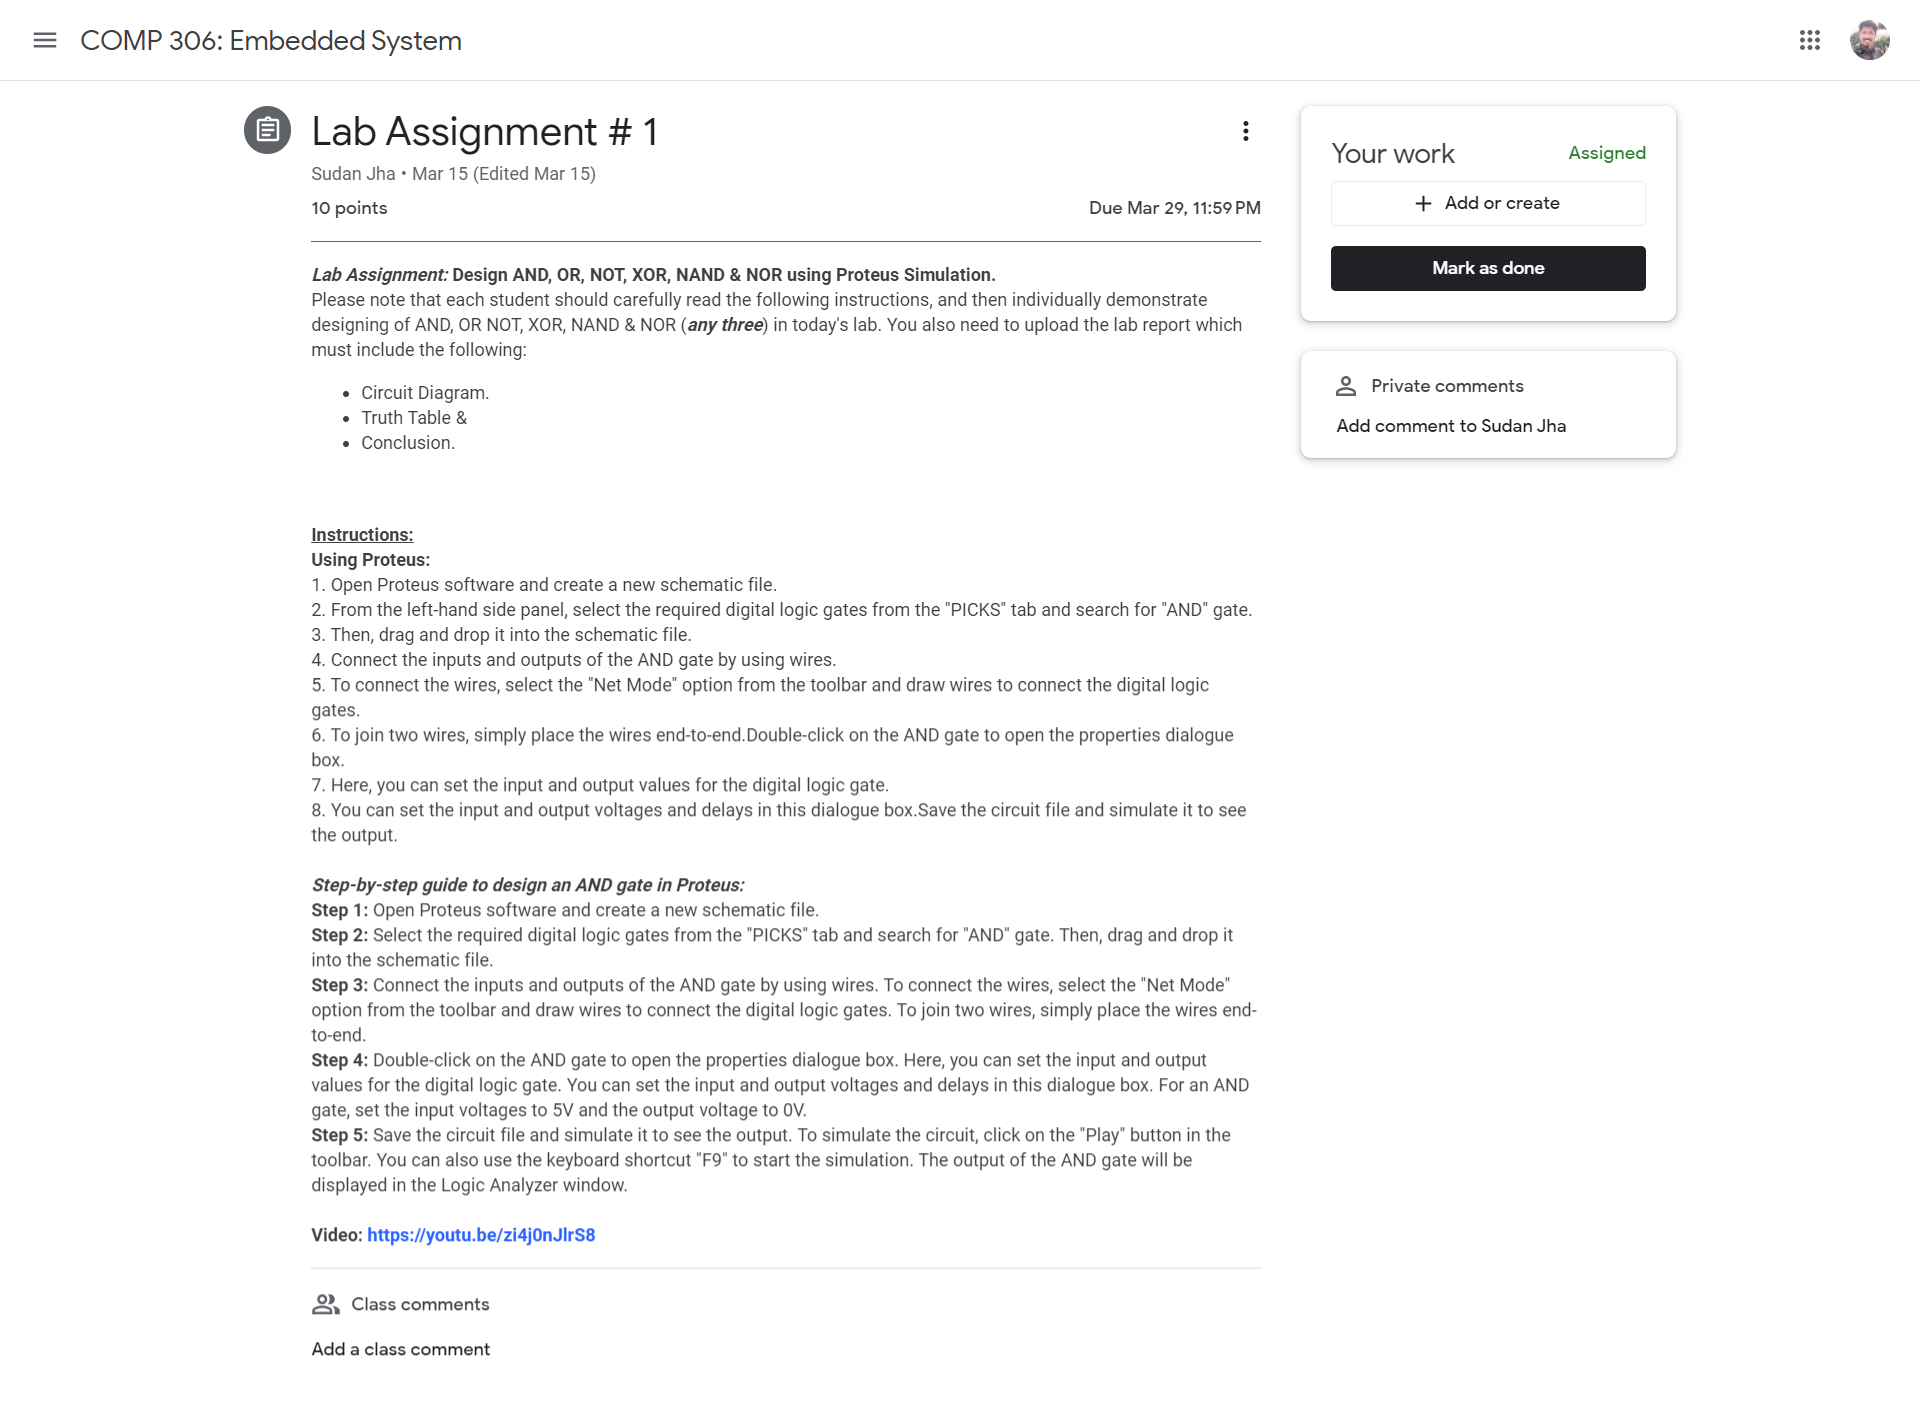 COMP 306: Embedded System
Lab Assignment # 1
Sudan Jha • Mar 15 (Edited Mar 15)
10 points
Due Mar 29, 11:59 PM
Lab Assignment: Design AND, OR, NOT, XOR, NAND & NOR using Proteus Simulation.
Please note that each student should carefully read the following instructions, and then individually demonstrate
designing of AND, OR NOT, XOR, NAND & NOR (any three) in today's lab. You also need to upload the lab report which
must include the following:
• Circuit Diagram.
• Truth Table &
• Conclusion.
Instructions:
Using Proteus:
1. Open Proteus software and create a new schematic file.
2. From the left-hand side panel, select the required digital logic gates from the "PICKS" tab and search for "AND" gate.
3. Then, drag and drop it into the schematic file.
4. Connect the inputs and outputs of the AND gate by using wires.
5. To connect the wires, select the "Net Mode" option from the toolbar and draw wires to connect the digital logic
gates.
6. To join two wires, simply place the wires end-to-end.Double-click on the AND gate to open the properties dialogue
box.
7. Here, you can set the input and output values for the digital logic gate.
8. You can set the input and output voltages and delays in this dialogue box.Save the circuit file and simulate it to see
the output.
Step-by-step guide to design an AND gate in Proteus:
Step 1: Open Proteus software and create a new schematic file.
Step 2: Select the required digital logic gates from the "PICKS" tab and search for "AND" gate. Then, drag and drop it
into the schematic file.
Step 3: Connect the inputs and outputs of the AND gate by using wires. To connect the wires, select the "Net Mode"
option from the toolbar and draw wires to connect the digital logic gates. To join two wires, simply place the wires end-
to-end.
Step 4: Double-click on the AND gate to open the properties dialogue box. Here, you can set the input and output
values for the digital logic gate. You can set the input and output voltages and delays in this dialogue box. For an AND
gate, set the input voltages to 5V and the output voltage to 0V.
Step 5: Save the circuit file and simulate it to see the output. To simulate the circuit, click on the "Play" button in the
toolbar. You can also use the keyboard shortcut "F9" to start the simulation. The output of the AND gate will be
displayed in the Logic Analyzer window.
Video: https://youtu.be/zi4j0nJlrS8
Class comments
Add a class comment
Your work
Assigned
Add or create
Mark as done
Private comments
Add comment to Sudan Jha